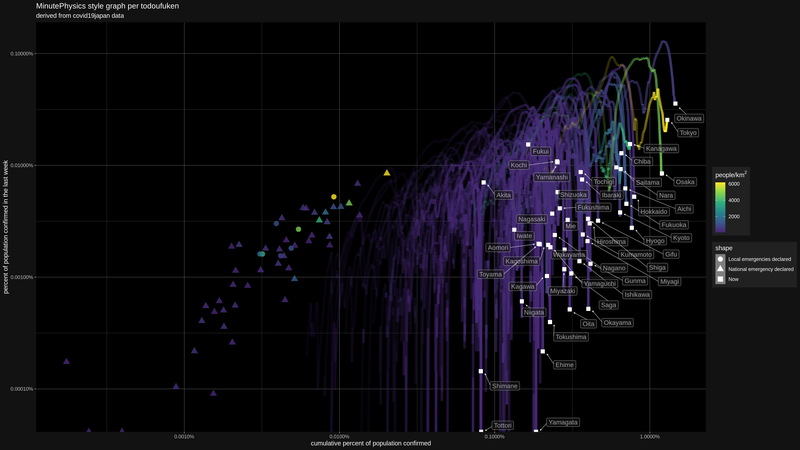 MinutePhysics style graph per todoufuken
derived from covid19japan data
percent of population confirmed in the last week
0.10000%
0.01000%
0.00100%
0.00010%
Okinawa
Tokyo
Kanagawa
Fukui
Chiba
Kochi
Yamanashi
Tochigi
Osaka
Saitama
Akita
Shizuoka
Ibaraki
Nara
Fukushima
Aichi
Hokkaido
Nagasaki
Mie
Fukuoka
Iwate
Kyoto
Hiroshima
Hyogo
Aomori
Wakayama
Kumamoto
Gifu
Kagoshima
Nagano
Shiga
Toyama
Gunma
Miyagi
Kagawa
Yamaguchi
Miyazaki
Ishikawa
Saga
Niigata
Oita
Okayama
Tokushima
Ehime
Shimane
Tottori
Yamagata
0.0010%
0.0100%
0.1000%
1.0000%
cumulative percent of population confirmed
people/km²
6000
4000
2000
shape
Local emergencies declared
National emergency declared
Now